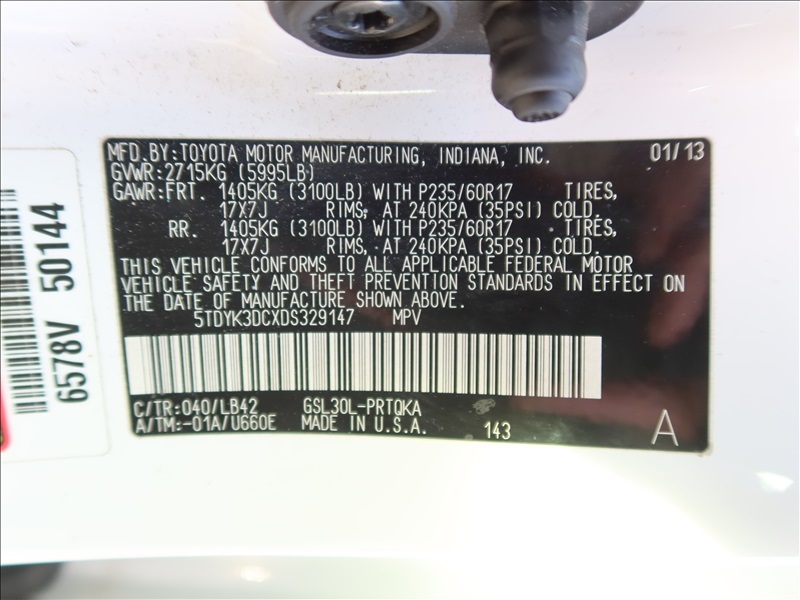 MFD.BY:TOYOTA MOTOR MANUFACTURING, INDIANA, INC. 01/13
GVWR:2715KG (5995LB)
GAWR:FRT. 1405KG (3100LB) WITH P235/60R17 TIRES,
17X7J RIMS, AT 240KPA (35PSI) COLD.
RR. 1405KG (3100LB) WITH P235/60R17 TIRES,
17X7J RIMS, AT 240KPA (35PSI) COLD.
THIS VEHICLE CONFORMS TO ALL APPLICABLE FEDERAL MOTOR
VEHICLE SAFETY AND THEFT PREVENTION STANDARDS IN EFFECT ON
THE DATE OF MANUFACTURE SHOWN ABOVE.
5TDYK3DCXDS329147 MPV
C/TR:040/LB42 GSL30L-PRTQKA
A/TM:-01A/U660E MADE IN U.S.A. 143 A
6578V 50144